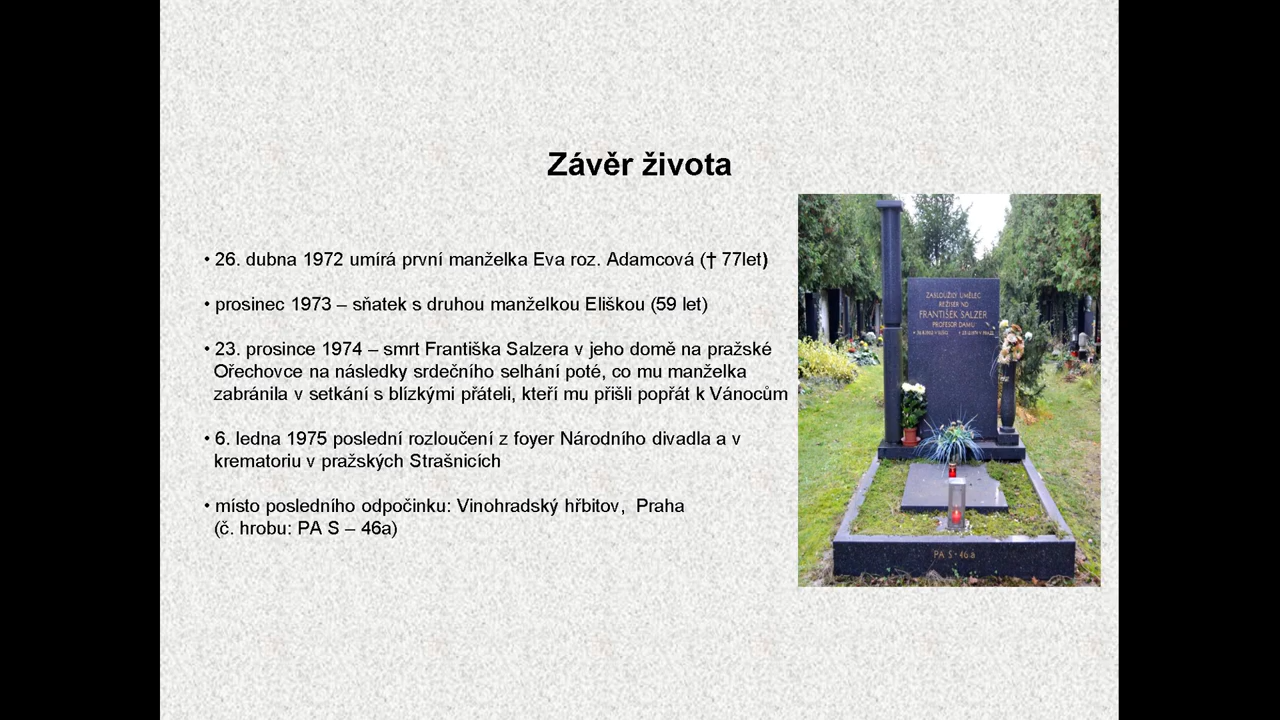 Závěr života
• 26. dubna 1972 umírá první manželka Eva roz. Adamcová († 77let)
• prosinec 1973 – sňatek s druhou manželkou Eliškou (59 let)
• 23. prosince 1974 – smrt Františka Salzera v jeho domě na pražské
Ořechovce na následky srdečního selhání poté, co mu manželka
zabránila v setkání s blízkými přáteli, kteří mu přišli popřát k Vánocům
• 6. ledna 1975 poslední rozloučení z foyer Národního divadla a v
krematoriu v pražských Strašnicích
• místo posledního odpočinku: Vinohradský hřbitov, Praha
(č. hrobu: PA S – 46a)
ZASLOUŽILÝ UMĚLEC
REŽISÉR ND
FRANTIŠEK SALZER
PROFESOR DAMU
PA S - 46a